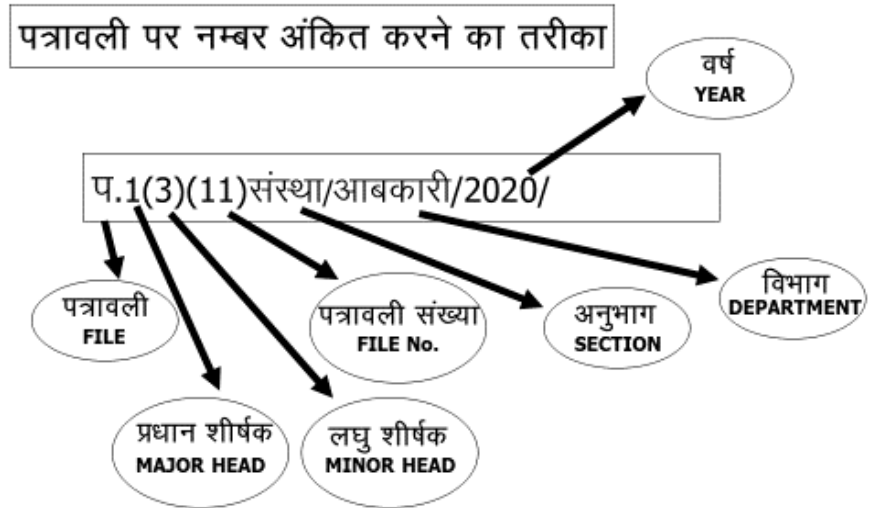 पत्रावली पर नम्बर अंकित करने का तरीका
वर्ष
YEAR
प.1(3)(11)संस्था/आबकारी/2020/
पत्रावली
FILE
पत्रावली संख्या
FILE No.
अनुभाग
SECTION
विभाग
DEPARTMENT
प्रधान शीर्षक
MAJOR HEAD
लघु शीर्षक
MINOR HEAD